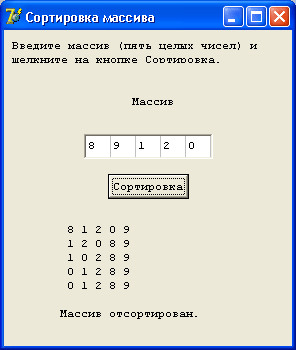 Сортировка массива
Введите массив (пять целых чисел) и
щелкните на кнопке Сортировка.
Массив
8 9 1 2 0
Сортировка
8 1 2 0 9
1 2 0 8 9
1 0 2 8 9
0 1 2 8 9
0 1 2 8 9
Массив отсортирован.